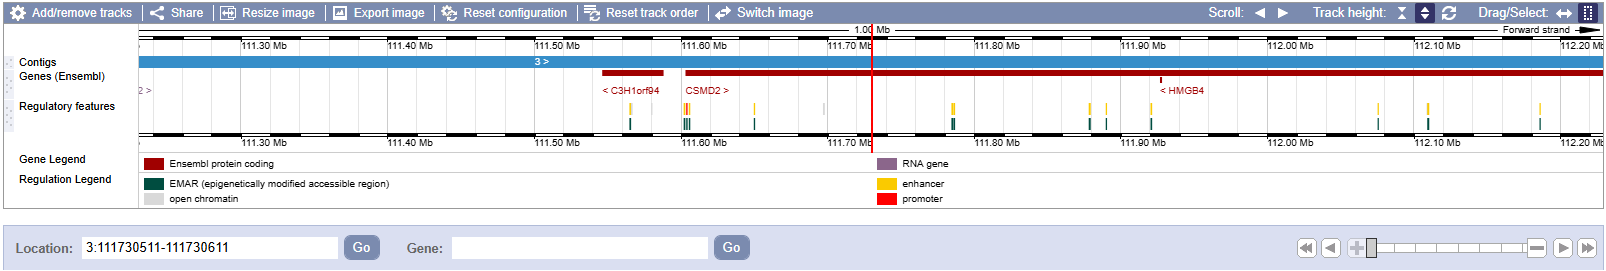 Add/remove tracks Share Resize image Export image Reset configuration Reset track order Switch image Scroll: Track height: Drag/Select:
1.00 Mb Forward strand
111.30 Mb 111.40 Mb 111.50 Mb 111.60 Mb 111.70 Mb 111.80 Mb 111.90 Mb 112.00 Mb 112.10 Mb 112.20 Mb
Contigs 3 >
Genes (Ensembl)
2 > < C3H1orf94 CSMD2 > < HMGB4
Regulatory features
111.30 Mb 111.40 Mb 111.50 Mb 111.60 Mb 111.70 Mb 111.80 Mb 111.90 Mb 112.00 Mb 112.10 Mb 112.20 Mb
Gene Legend Ensembl protein coding RNA gene
Regulation Legend EMAR (epigenetically modified accessible region) enhancer
open chromatin promoter
Location: 3:111730511-111730611 Go Gene: Go